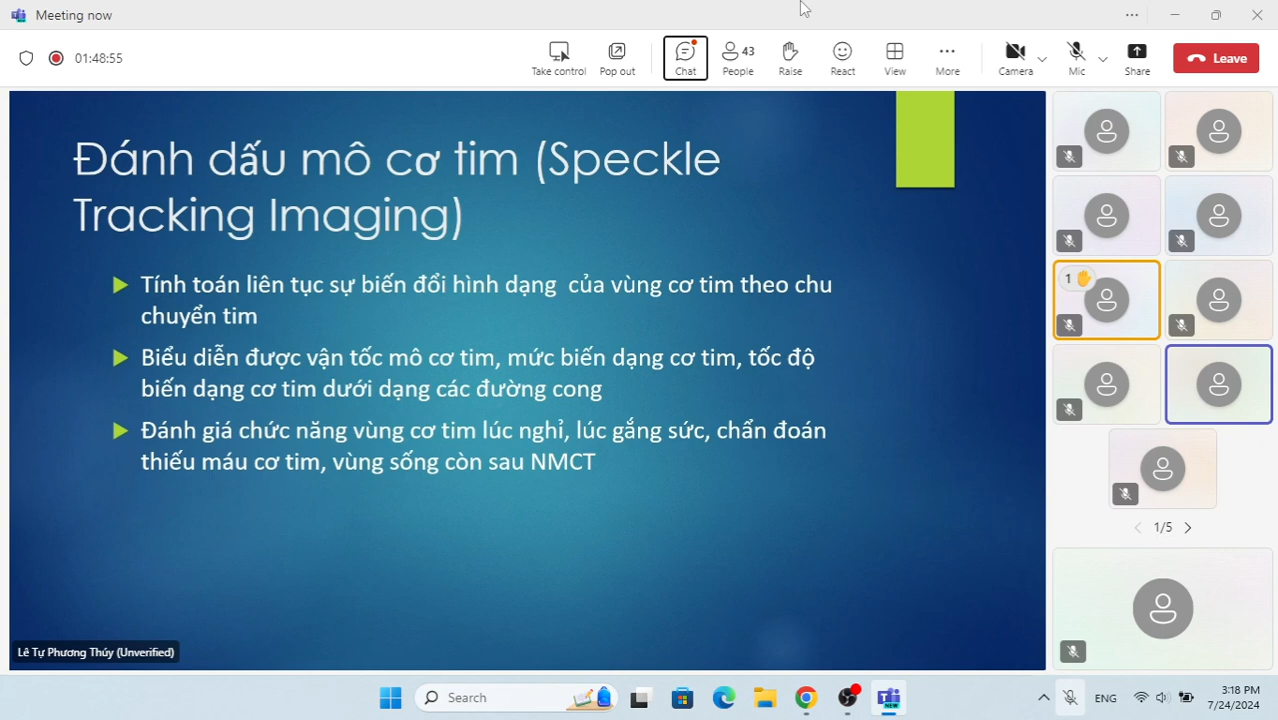 Meeting now
01:48:55
Take control
Pop out
Chat
43
People
Raise
React
View
More
Camera
Mic
Share
Leave
Đánh dấu mô cơ tim (Speckle
Tracking Imaging)
Tính toán liên tục sự biến đổi hình dạng của vùng cơ tim theo chu
chuyển tim
Biểu diễn được vận tốc mô cơ tim, mức biến dạng cơ tim, tốc độ
biến dạng cơ tim dưới dạng các đường cong
Đánh giá chức năng vùng cơ tim lúc nghỉ, lúc gắng sức, chẩn đoán
thiếu máu cơ tim, vùng sống còn sau NMCT
1
1/5
Lê Tự Phương Thúy (Unverified)
Search
NEW
ENG
3:18 PM
7/24/2024